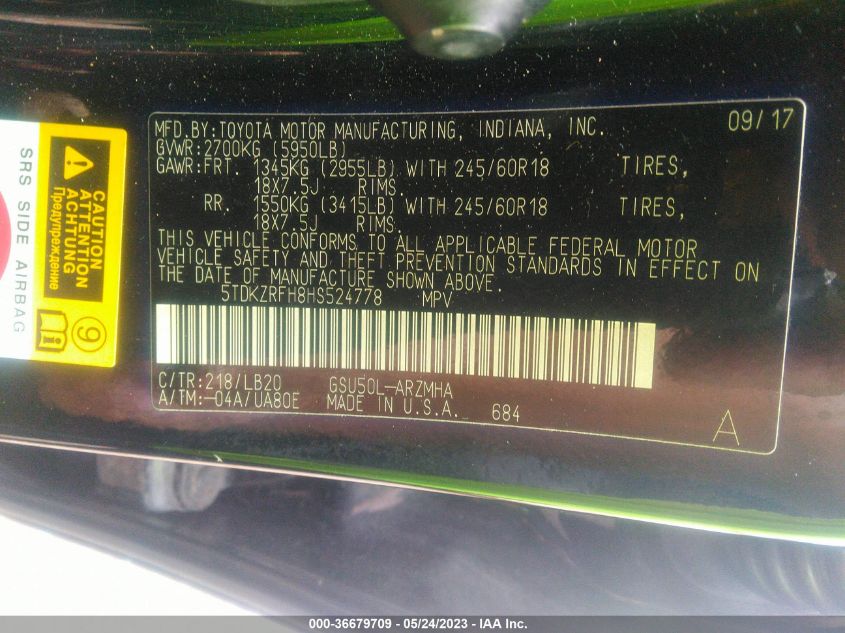 MFD.BY:TOYOTA MOTOR MANUFACTURING, INDIANA, INC. 09/17
GVWR:2700KG (5950LB)
GAWR:FRT. 1345KG (2955LB) WITH 245/60R18 TIRES,
18X7.5J RIMS.
RR. 1550KG (3415LB) WITH 245/60R18 TIRES,
18X7.5J RIMS.
THIS VEHICLE CONFORMS TO ALL APPLICABLE FEDERAL MOTOR
VEHICLE SAFETY AND THEFT PREVENTION STANDARDS IN EFFECT ON
THE DATE OF MANUFACTURE SHOWN ABOVE.
5TDKZRFH8HS524778 MPV
C/TR:218/LB20 GSU50L-ARZMHA
A/TM:-04A/UA80E MADE IN U.S.A. 684
A
SRS SIDE AIRBAG
CAUTION
ATTENTION
ACHTUNG
Предупреждение
9
000-36679709 — 05/24/2023 — IAA Inc.